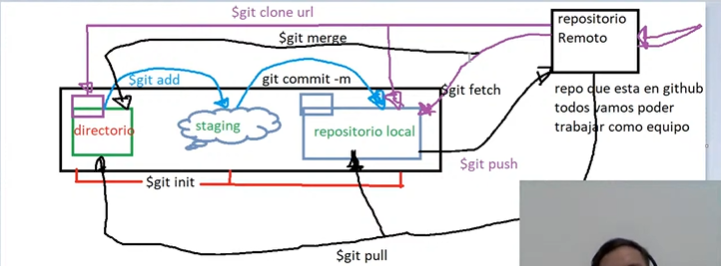 $git clone url
repositorio
Remoto
$git merge
$git add
git commit -m
$git fetch
repo que esta en github
todos vamos poder
trabajar como equipo
directorio
staging
repositorio local
$git push
$git init
$git pull